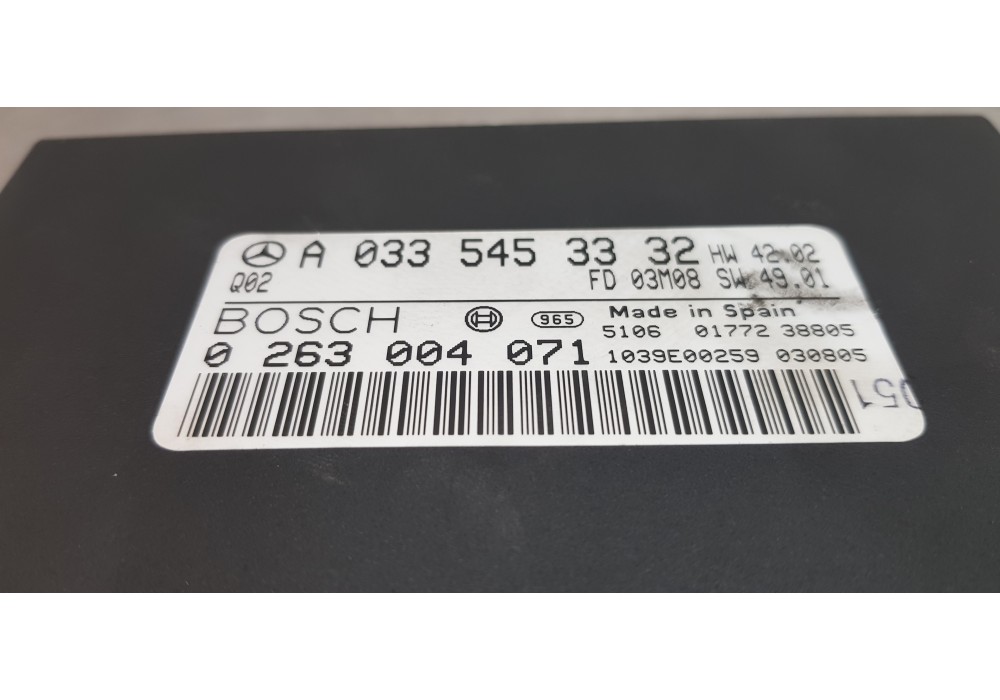 A 033 545 33 32 HW 42.02
Q02 FD 03M08 SW 49.01
BOSCH 965 Made in Spain
5106 01772 38805
0 263 004 071 1039E00259 030805
051